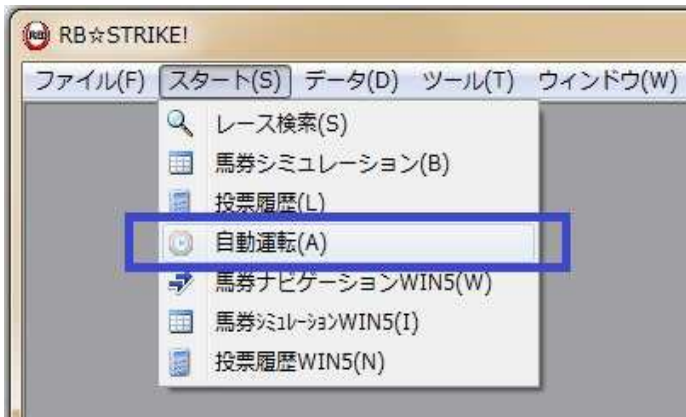 RB RB☆STRIKE!
ファイル(F) スタート(S) データ(D) ツール(T) ウィンドウ(W)
レース検索(S)
馬券シミュレーション(B)
投票履歴(L)
自動運転(A)
馬券ナビゲーションWIN5(W)
馬券ｼﾐｭﾚｰｼｮﾝWIN5(I)
投票履歴WIN5(N)